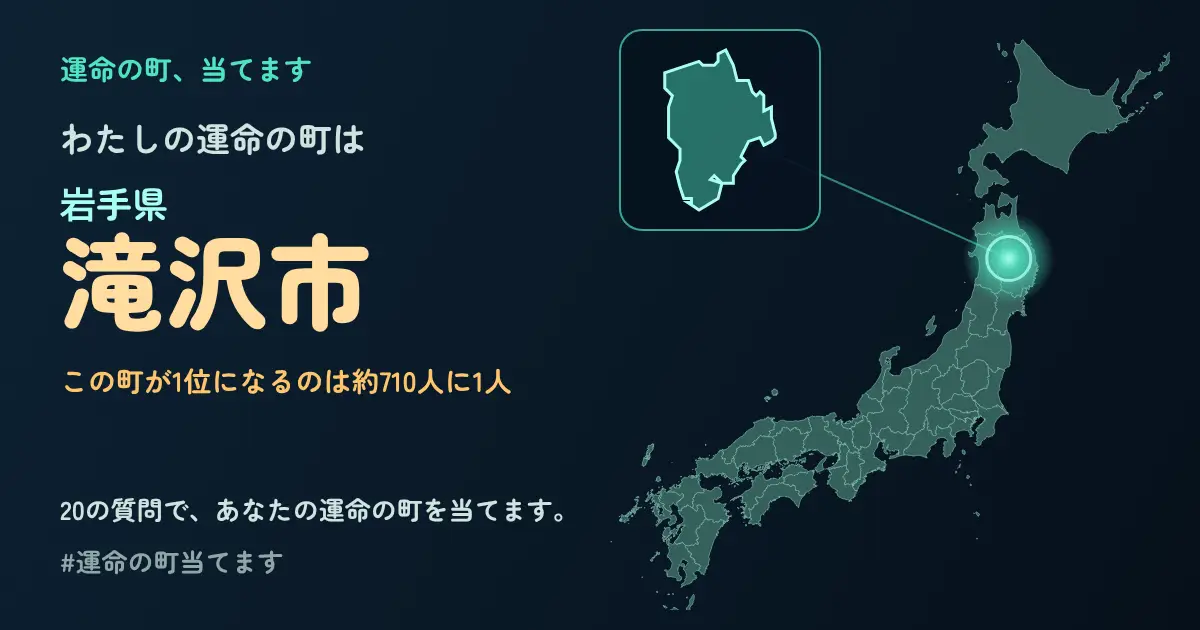 運命の町、当てます
わたしの運命の町は
岩手県
滝沢市
この町が1位になるのは約710人に1人
20の質問で、あなたの運命の町を当てます。
#運命の町当てます